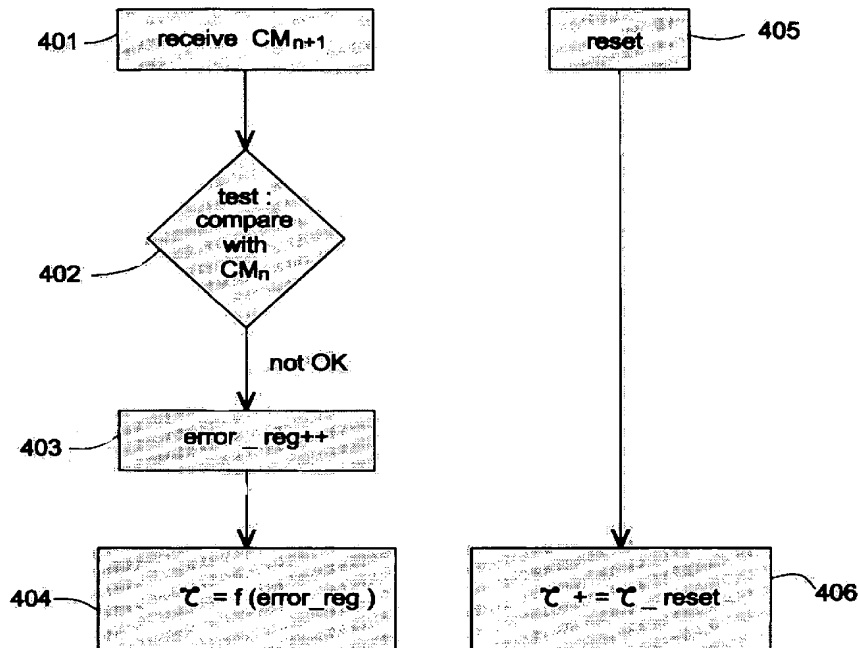 401
receive CMn+1
reset
405
test :
compare
with
CMn
402
not OK
403
error _ reg++
404
τ = f (error_reg )
τ + = τ _ reset
406